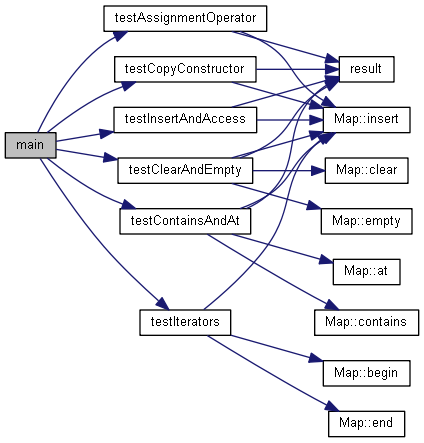 testAssignmentOperator
testCopyConstructor
result
testInsertAndAccess
Map::insert
main
testClearAndEmpty
Map::clear
testContainsAndAt
Map::empty
Map::at
testIterators
Map::contains
Map::begin
Map::end